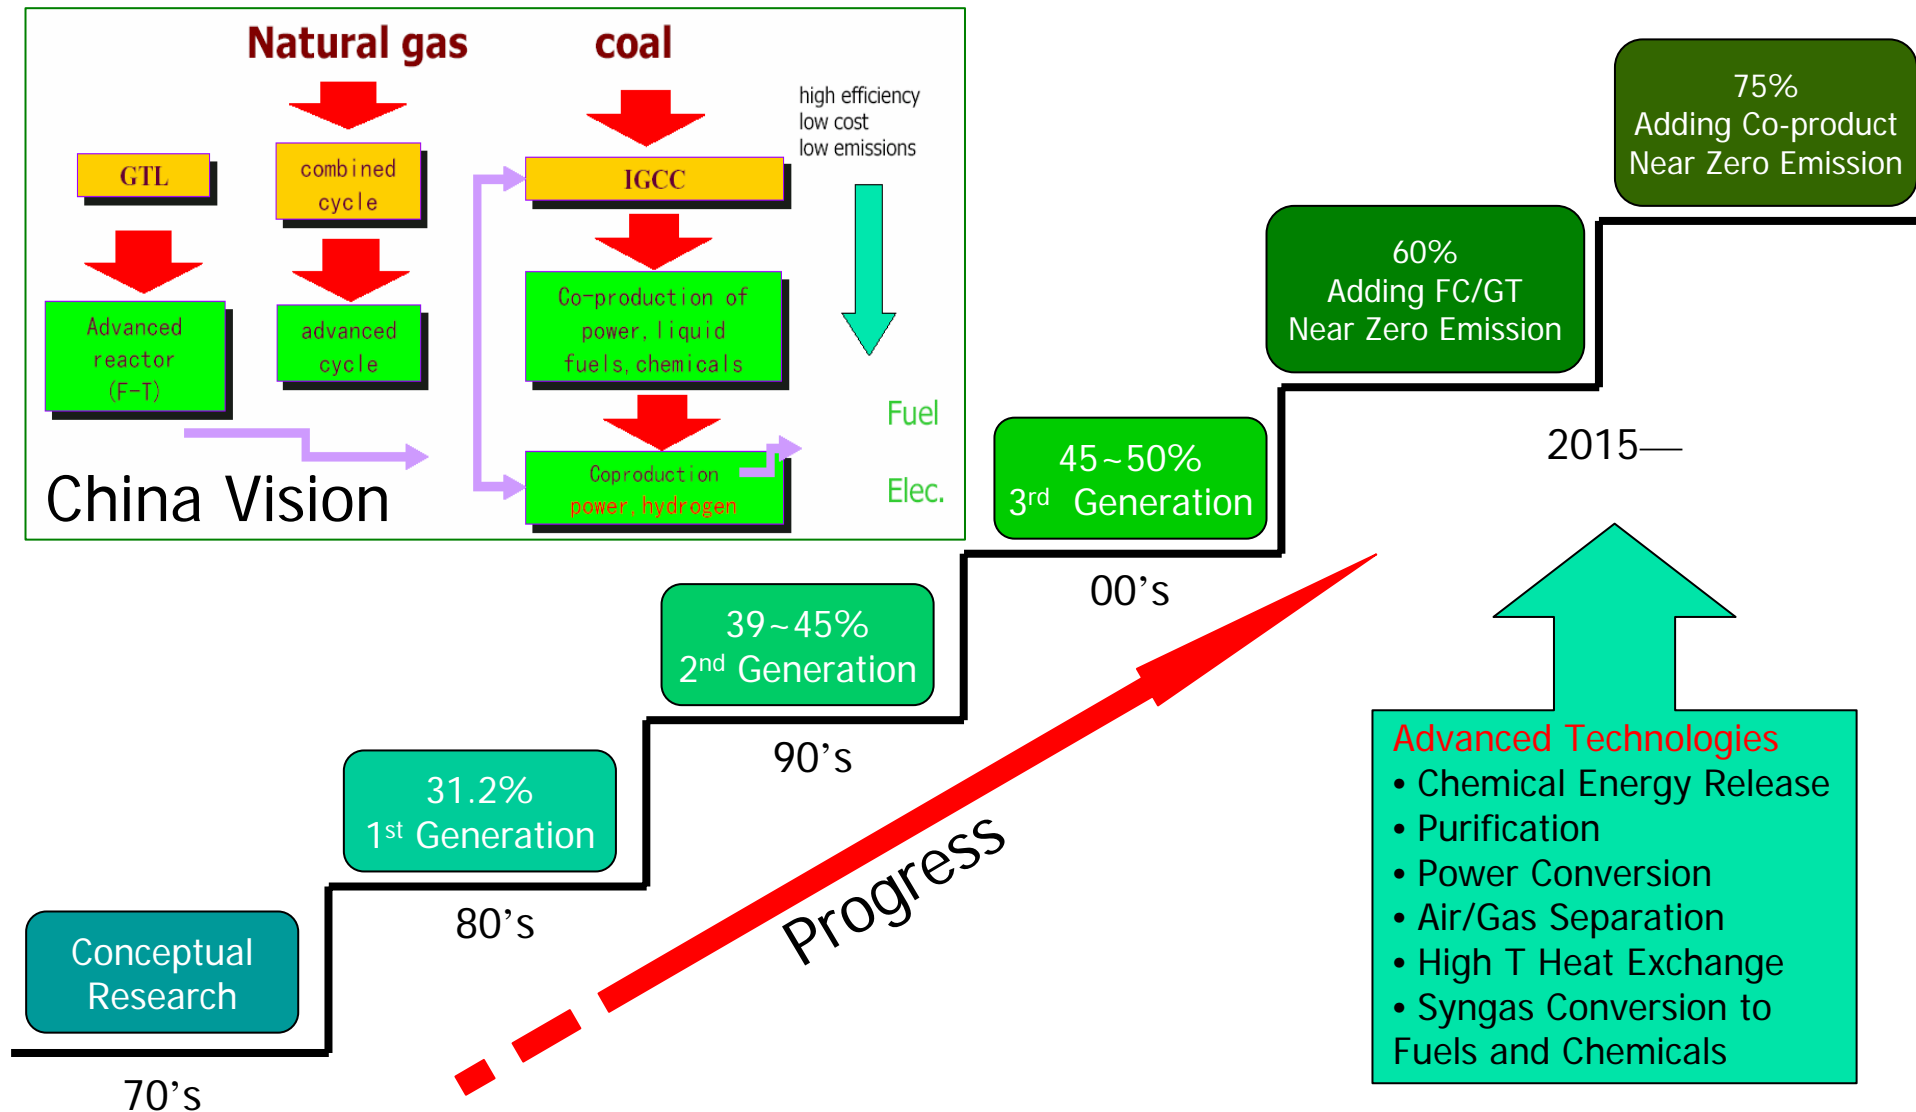 Natural gas
coal
high efficiency
low cost
low emissions
GTL
combined
cycle
IGCC
Advanced
reactor
(F-T)
advanced
cycle
Co-production of
power, liquid
fuels, chemicals
Fuel
Coproduction
power, hydrogen
Elec.
China Vision
75%
Adding Co-product
Near Zero Emission
60%
Adding FC/GT
Near Zero Emission
2015—
45~50%
3rd Generation
00's
39~45%
2nd Generation
90's
31.2%
1st Generation
80's
Conceptual
Research
70's
Progress
Advanced Technologies
• Chemical Energy Release
• Purification
• Power Conversion
• Air/Gas Separation
• High T Heat Exchange
• Syngas Conversion to
Fuels and Chemicals